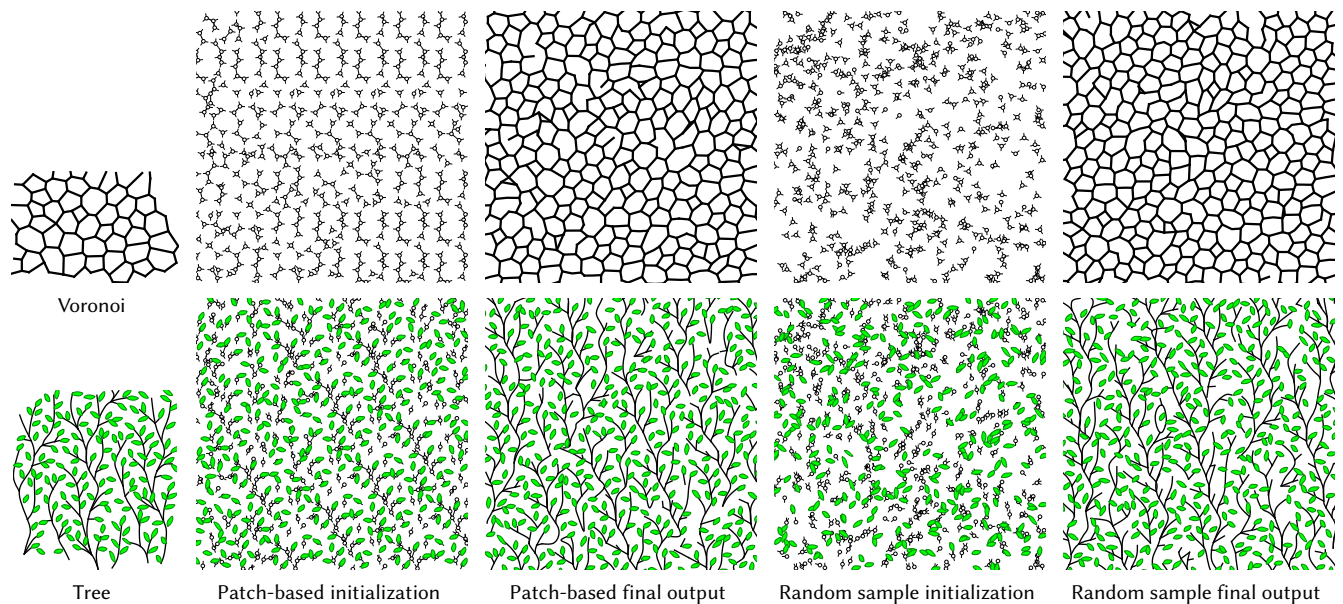 Voronoi
Tree
Patch-based initialization
Patch-based final output
Random sample initialization
Random sample final output